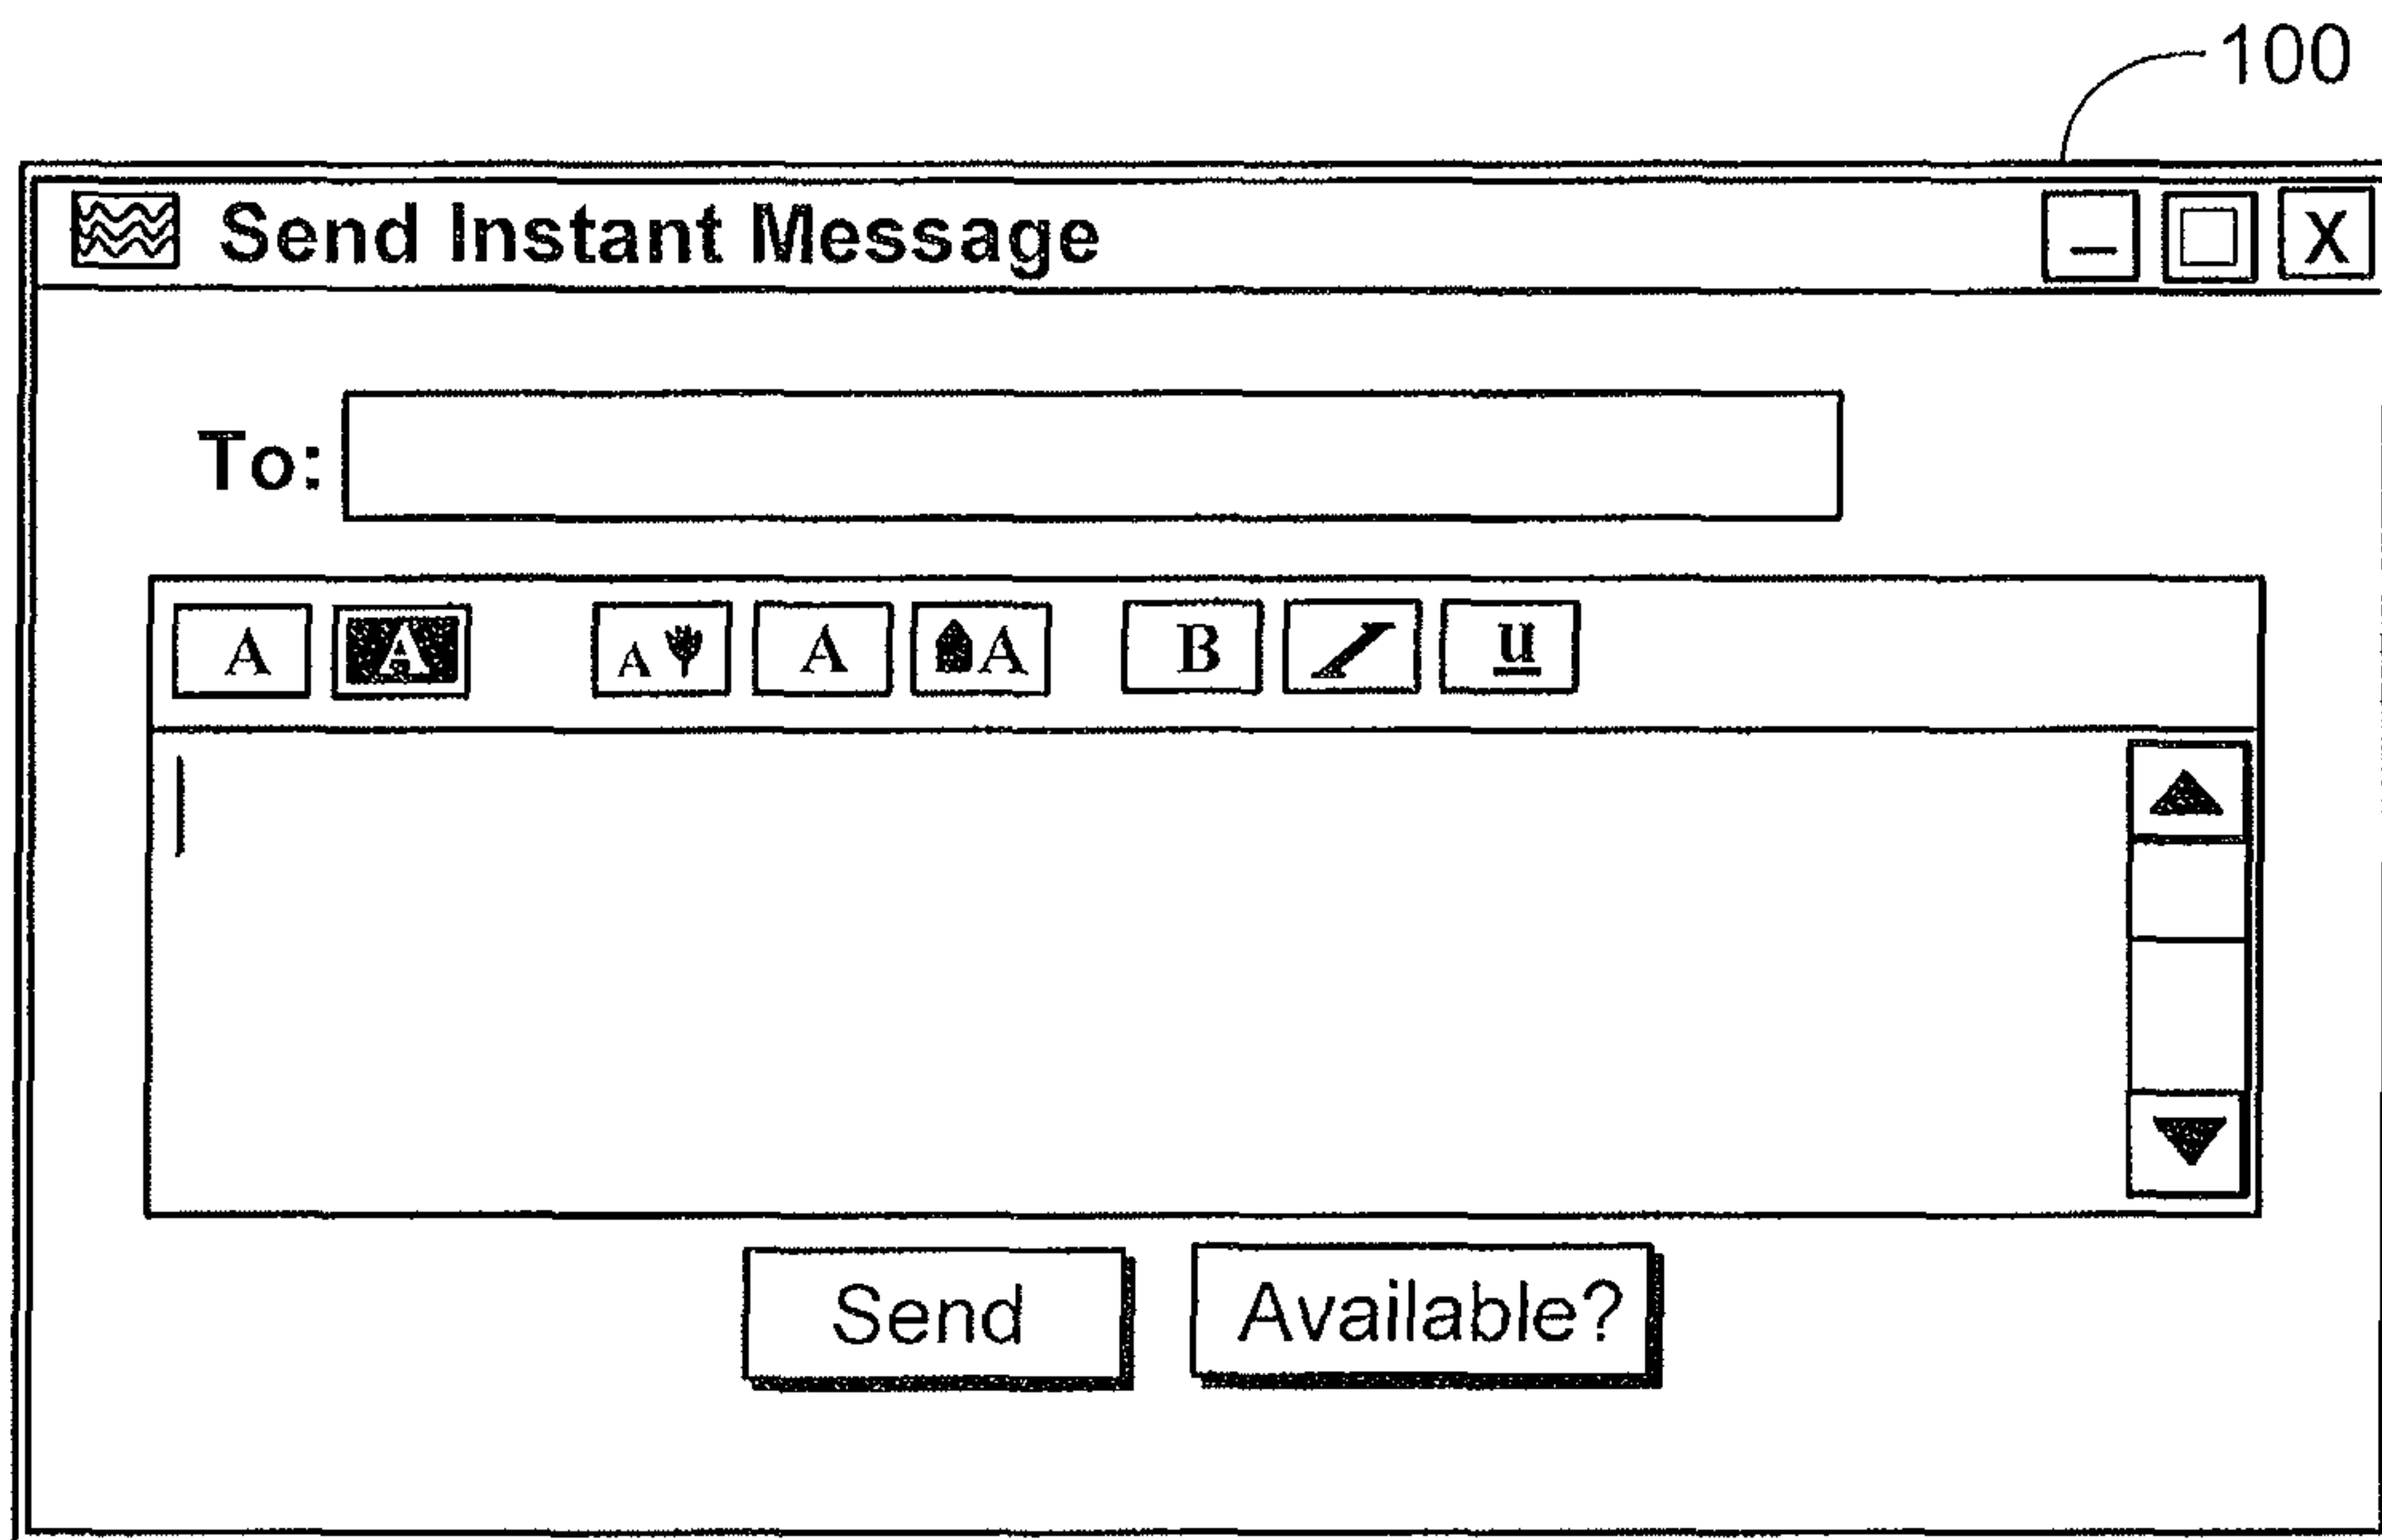 100
Send Instant Message X
To:
A A A A A B I u
Send Available?